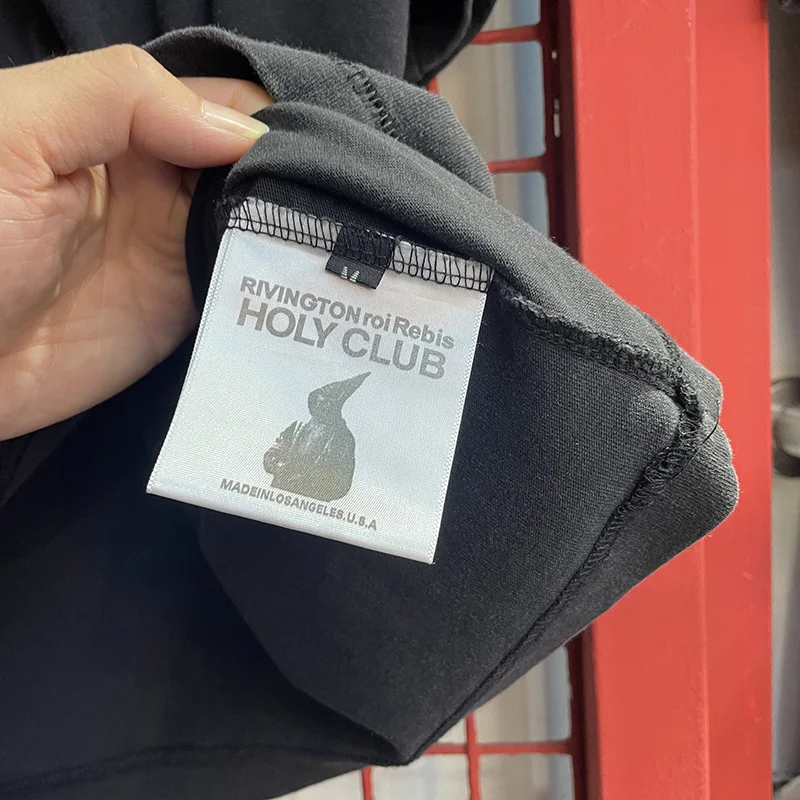 M
RIVINGTON roi Rebis
HOLY CLUB
MADEINLOSANGELES.U.S.A